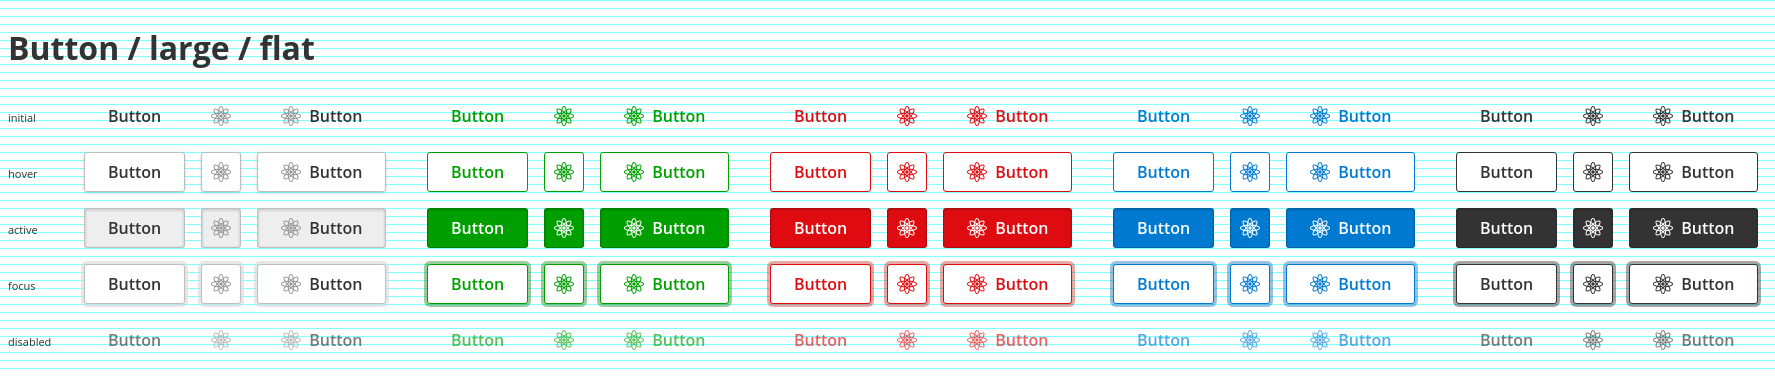 Button / large / flat
initial Button Button Button Button Button Button Button Button Button Button
hover Button Button Button Button Button Button Button Button Button Button
active Button Button Button Button Button Button Button Button Button Button
focus Button Button Button Button Button Button Button Button Button Button
disabled Button Button Button Button Button Button Button Button Button Button